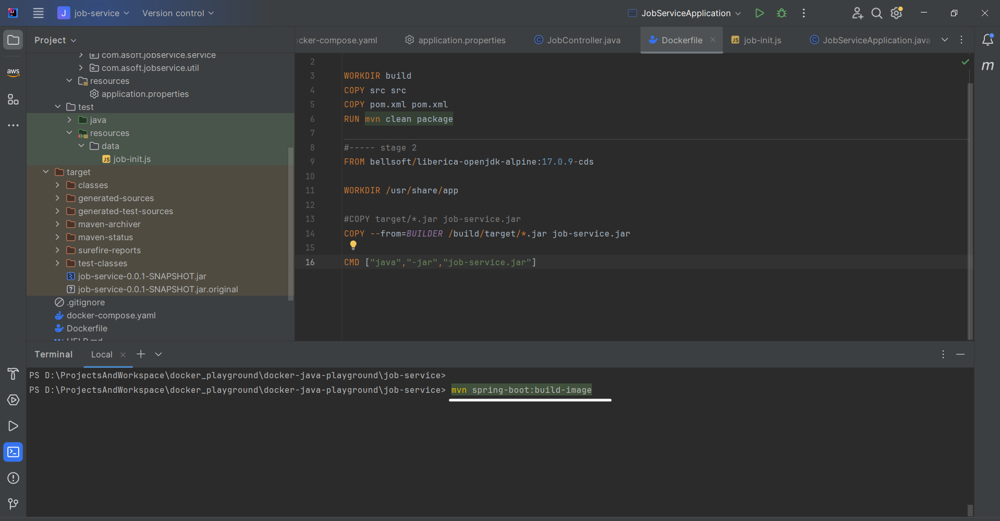 J job-service Version control JobServiceApplication
Project
com.asoft.jobservice.service
com.asoft.jobservice.util
resources
application.properties
test
java
resources
data
JS job-init.js
target
classes
generated-sources
generated-test-sources
maven-archiver
maven-status
surefire-reports
test-classes
job-service-0.0.1-SNAPSHOT.jar
job-service-0.0.1-SNAPSHOT.jar.original
.gitignore
docker-compose.yaml
Dockerfile
aws
m
ocker-compose.yaml application.properties JobController.java Dockerfile JS job-init.js JobServiceApplication.java
2
3 WORKDIR build
4 COPY src src
5 COPY pom.xml pom.xml
6 RUN mvn clean package
7
8 #----- stage 2
9 FROM bellsoft/liberica-openjdk-alpine:17.0.9-cds
10
11 WORKDIR /usr/share/app
12
13 #COPY target/*.jar job-service.jar
14 COPY --from=BUILDER /build/target/*.jar job-service.jar
15
16 CMD ["java","-jar","job-service.jar"]
Terminal Local
PS D:\ProjectsAndWorkspace\docker_playground\docker-java-playground\job-service>
PS D:\ProjectsAndWorkspace\docker_playground\docker-java-playground\job-service> mvn spring-boot:build-image